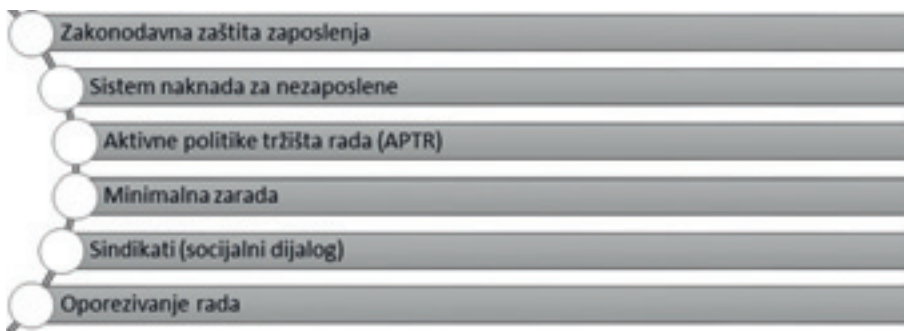 Zakonodavna zaštita zaposlenja
Sistem naknada za nezaposlene
Aktivne politike tržišta rada (APTR)
Minimalna zarada
Sindikati (socijalni dijalog)
Oporezivanje rada